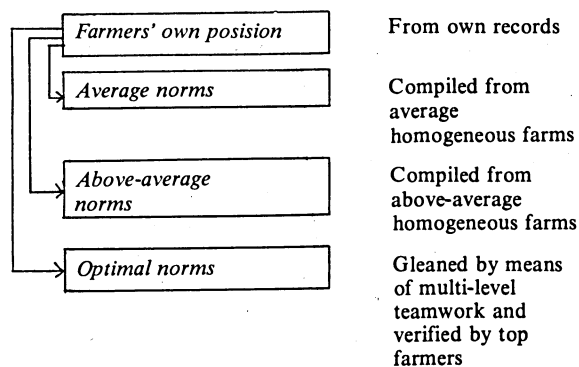 Farmers' own posision
From own records
Average norms
Compiled from
average
homogeneous farms
Above-average
norms
Compiled from
above-average
homogeneous farms
Optimal norms
Gleaned by means
of multi-level
teamwork and
verified by top
farmers